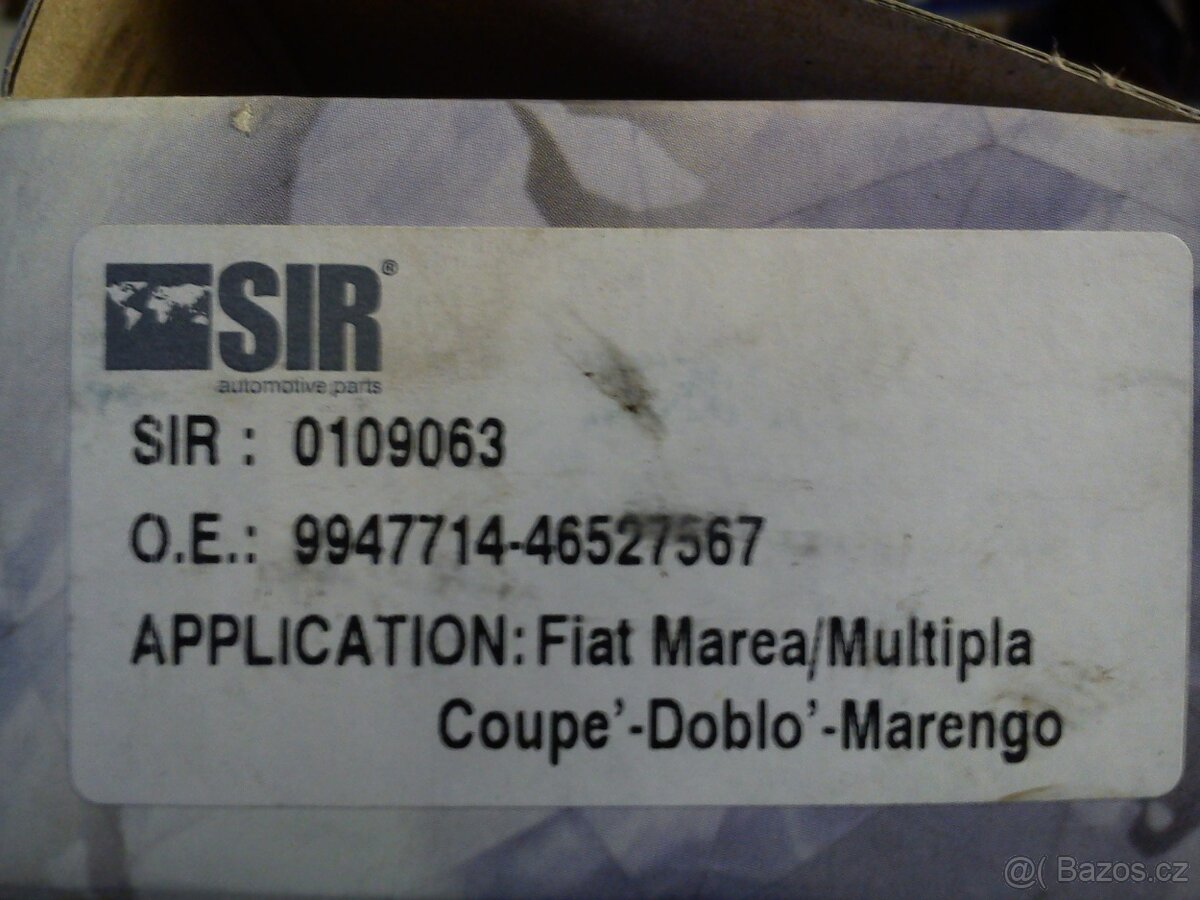 SIR®
automotive parts
SIR : 0109063
O.E.: 9947714-46527567
APPLICATION: Fiat Marea/Multipla
Coupe'-Doblo'-Marengo
@( Bazos.cz